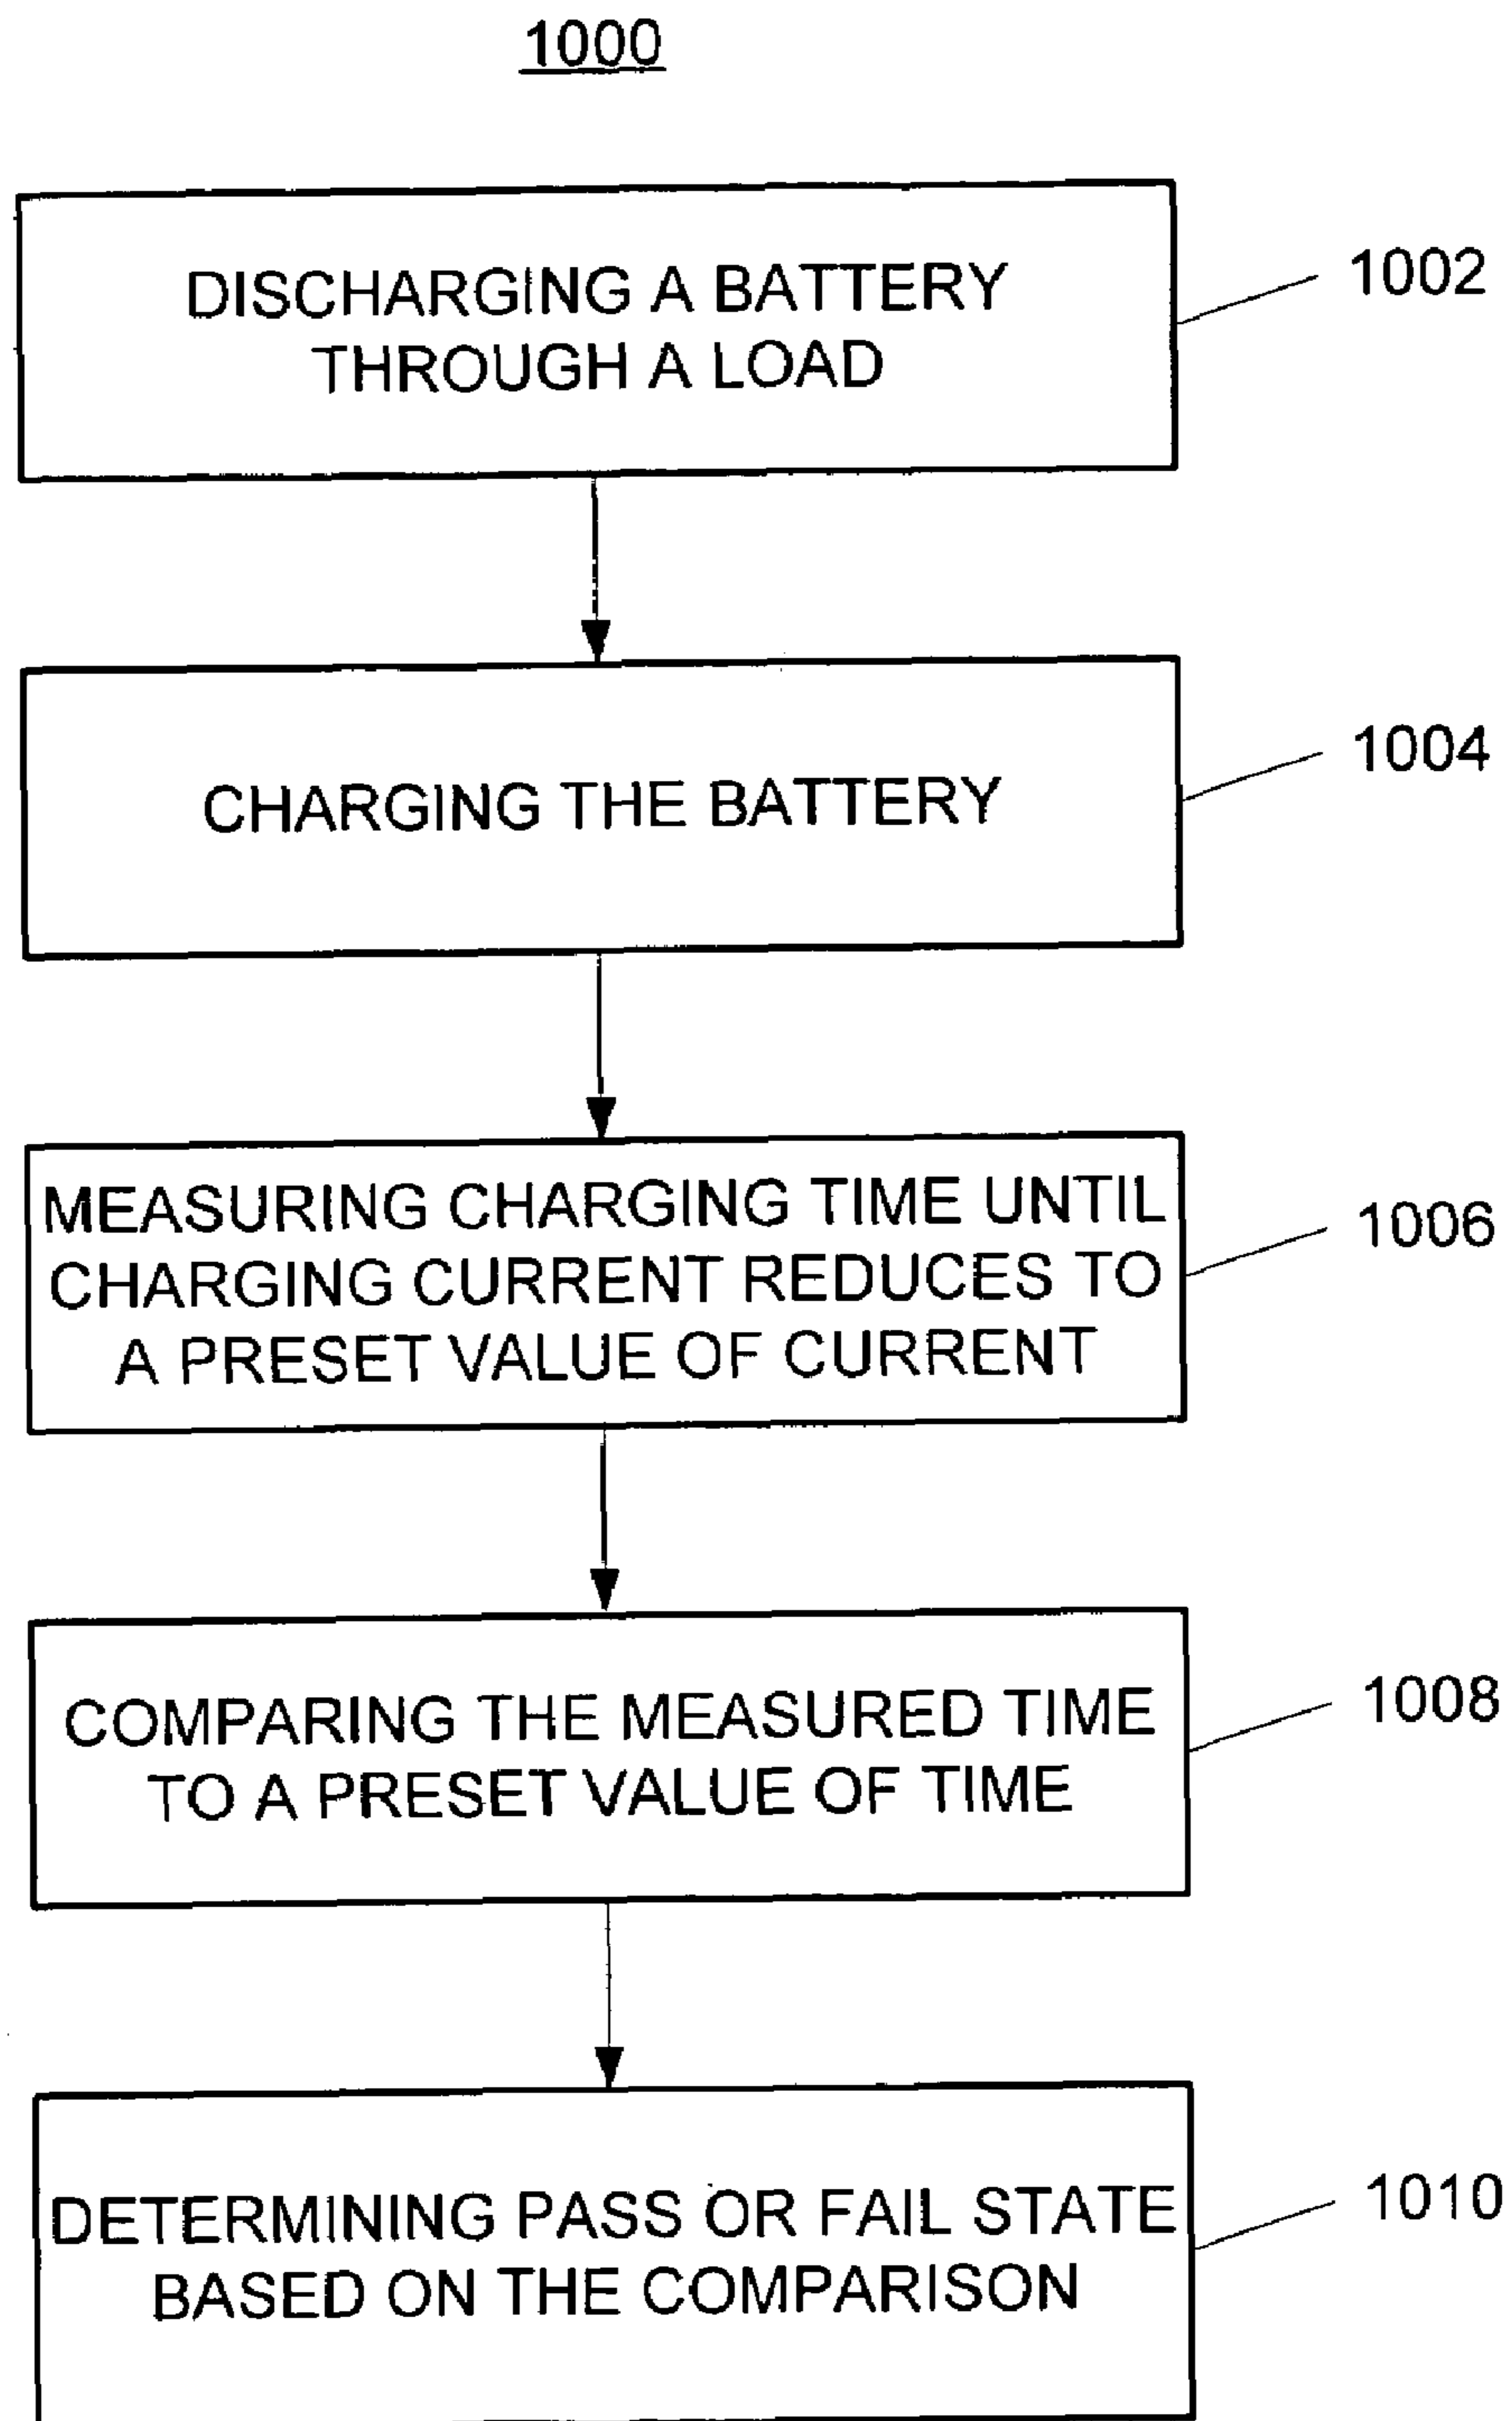 1000
DISCHARGING A BATTERY
THROUGH A LOAD
1002
CHARGING THE BATTERY
1004
MEASURING CHARGING TIME UNTIL
CHARGING CURRENT REDUCES TO
A PRESET VALUE OF CURRENT
1006
COMPARING THE MEASURED TIME
TO A PRESET VALUE OF TIME
1008
DETERMINING PASS OR FAIL STATE
BASED ON THE COMPARISON
1010